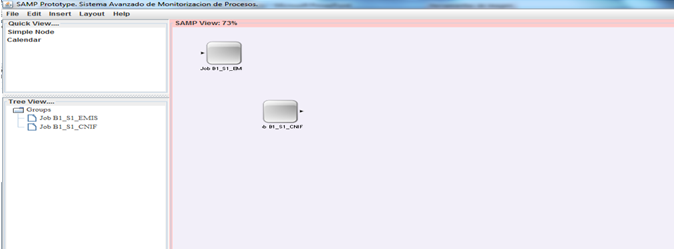 SAMP Prototype. Sistema Avanzado de Monitorizacion de Procesos.
File Edit Insert Layout Help
Quick View....
Simple Node
Calendar
Tree View....
Groups
Job B1_S1_EMIS
Job B1_S1_CNIF
SAMP View: 73%
Job B1_S1_EM
b B1_S1_CNIF